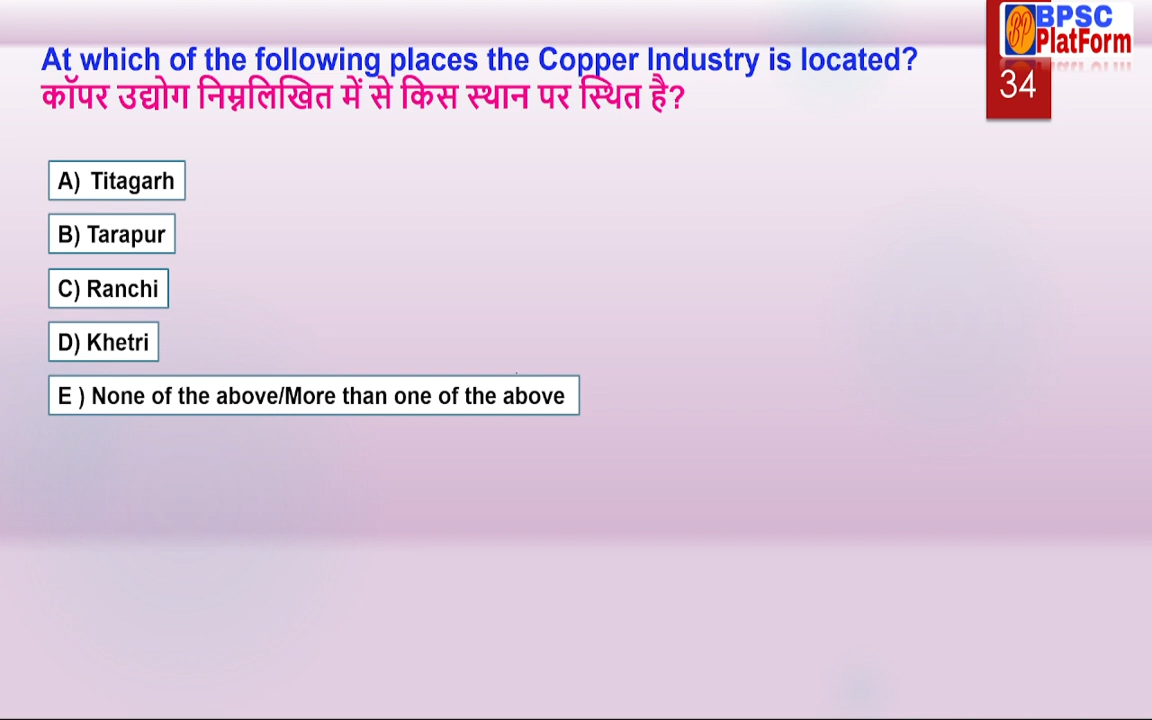 BPSC
PlatForm
34
At which of the following places the Copper Industry is located?
कॉपर उद्योग निम्नलिखित में से किस स्थान पर स्थित है?
A) Titagarh
B) Tarapur
C) Ranchi
D) Khetri
E ) None of the above/More than one of the above